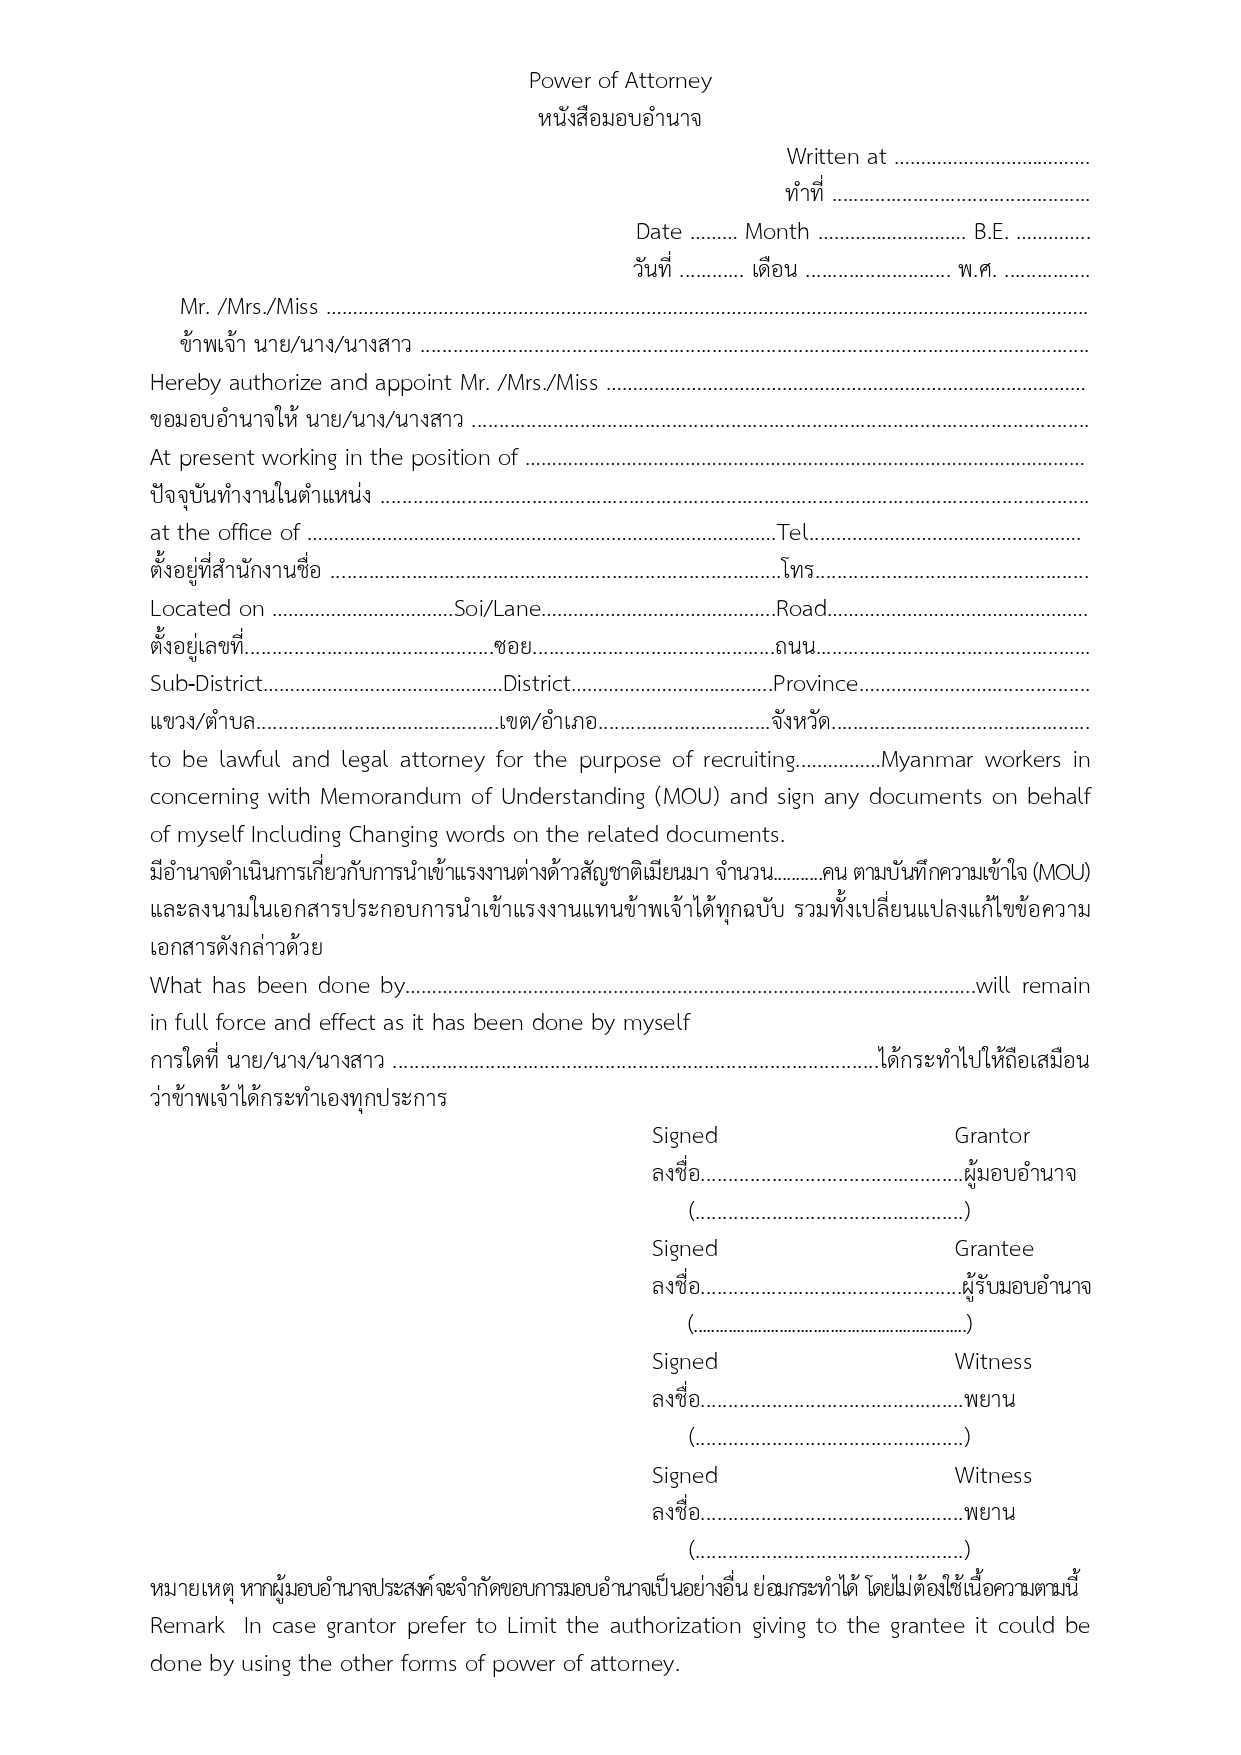 Power of Attorney
หนังสือมอบอำนาจ
Written at .....................................
ทำที่ ................................................
Date ......... Month ............................ B.E. ..............
วันที่ ............ เดือน ........................... พ.ศ. ................
Mr. /Mrs./Miss ................................................................................................................................................
ข้าพเจ้า นาย/นาง/นางสาว .............................................................................................................................
Hereby authorize and appoint Mr. /Mrs./Miss ..........................................................................................
ขอมอบอำนาจให้ นาย/นาง/นางสาว ...................................................................................................................
At present working in the position of .........................................................................................................
ปัจจุบันทำงานในตำแหน่ง ....................................................................................................................................
at the office of ........................................................................................Tel...................................................
ตั้งอยู่ที่สำนักงานชื่อ ....................................................................................โทร...................................................
Located on ..................................Soi/Lane............................................Road.................................................
ตั้งอยู่เลขที่..............................................ซอย.............................................ถนน...................................................
Sub-District.............................................District......................................Province...........................................
แขวง/ตำบล.............................................เขต/อำเภอ................................จังหวัด................................................
to be lawful and legal attorney for the purpose of recruiting................Myanmar workers in
concerning with Memorandum of Understanding (MOU) and sign any documents on behalf
of myself Including Changing words on the related documents.
มีอำนาจดำเนินการเกี่ยวกับการนำเข้าแรงงานต่างด้าวสัญชาติเมียนมา จำนวน...........คน ตามบันทึกความเข้าใจ (MOU)
และลงนามในเอกสารประกอบการนำเข้าแรงงานแทนข้าพเจ้าได้ทุกฉบับ รวมทั้งเปลี่ยนแปลงแก้ไขข้อความ
เอกสารดังกล่าวด้วย
What has been done by...........................................................................................................will remain
in full force and effect as it has been done by myself
การใดที่ นาย/นาง/นางสาว ...........................................................................................ได้กระทำไปให้ถือเสมือน
ว่าข้าพเจ้าได้กระทำเองทุกประการ
Signed Grantor
ลงชื่อ.................................................ผู้มอบอำนาจ
(..................................................)
Signed Grantee
ลงชื่อ.................................................ผู้รับมอบอำนาจ
(..................................................)
Signed Witness
ลงชื่อ.................................................พยาน
(..................................................)
Signed Witness
ลงชื่อ.................................................พยาน
(..................................................)
หมายเหตุ หากผู้มอบอำนาจประสงค์จะจำกัดขอบการมอบอำนาจเป็นอย่างอื่น ย่อมกระทำได้ โดยไม่ต้องใช้เนื้อความตามนี้
Remark In case grantor prefer to Limit the authorization giving to the grantee it could be
done by using the other forms of power of attorney.